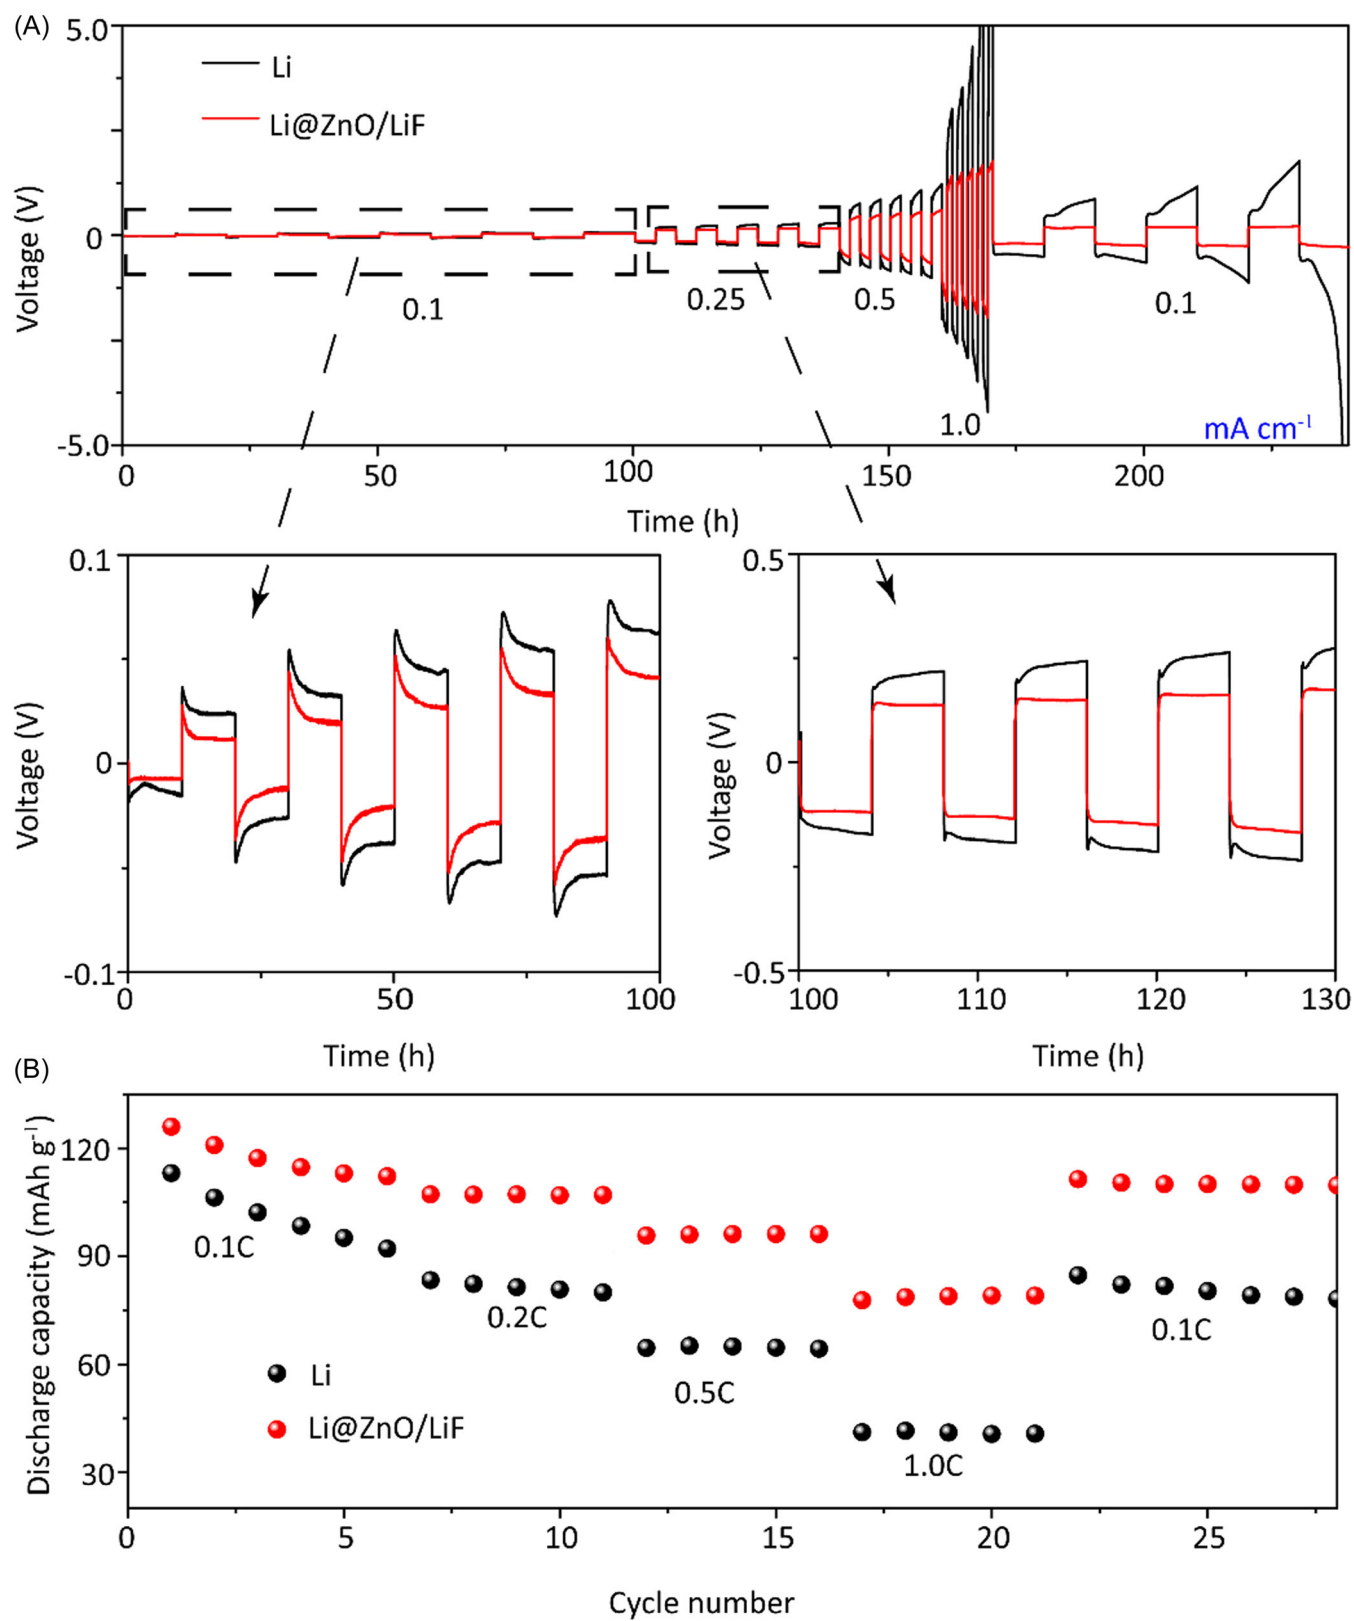 (A)
5.0
Li
Li@ZnO/LiF
Voltage (V)
0
0.1
0.25
0.5
1.0
0.1
mA cm⁻¹
-5.0
0
50
100
150
200
Time (h)
0.1
Voltage (V)
0
-0.1
0
50
100
Time (h)
0.5
Voltage (V)
0
-0.5
100
110
120
130
Time (h)
(B)
Discharge capacity (mAh g⁻¹)
120
90
60
30
0.1C
0.2C
0.5C
1.0C
0.1C
Li
Li@ZnO/LiF
0
5
10
15
20
25
Cycle number